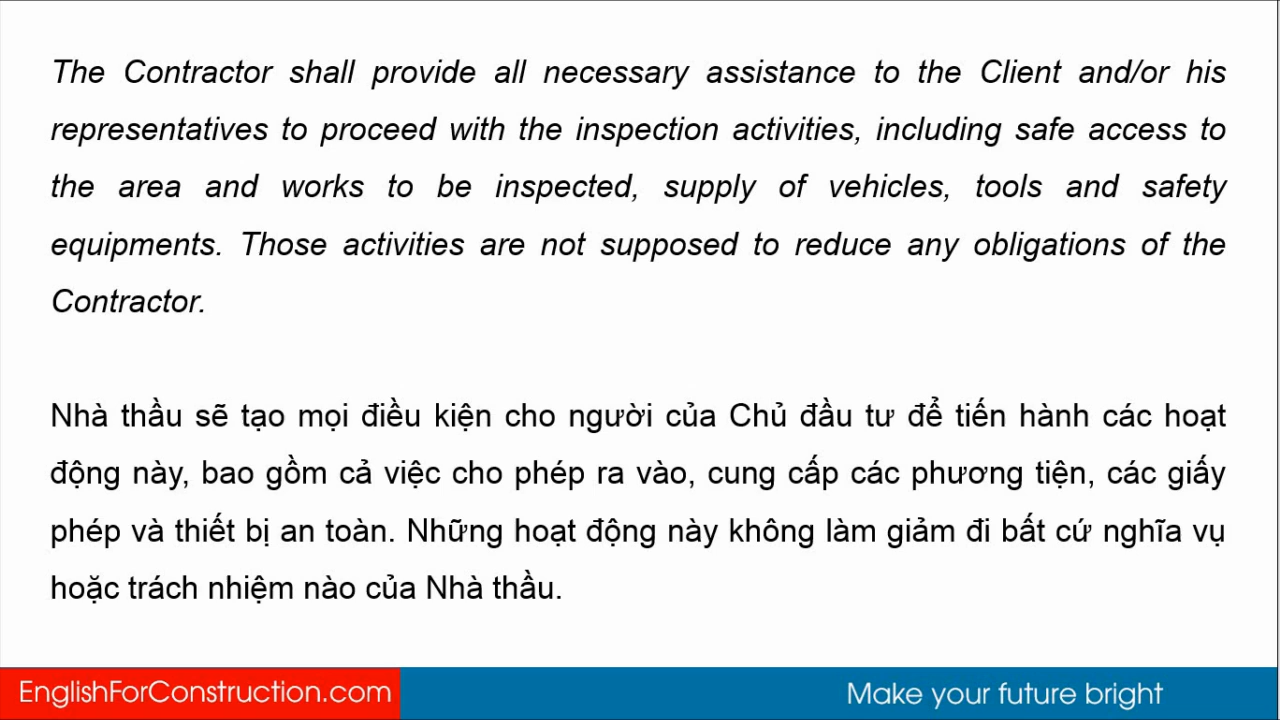 The Contractor shall provide all necessary assistance to the Client and/or his
representatives to proceed with the inspection activities, including safe access to
the area and works to be inspected, supply of vehicles, tools and safety
equipments. Those activities are not supposed to reduce any obligations of the
Contractor.
Nhà thầu sẽ tạo mọi điều kiện cho người của Chủ đầu tư để tiến hành các hoạt
động này, bao gồm cả việc cho phép ra vào, cung cấp các phương tiện, các giấy
phép và thiết bị an toàn. Những hoạt động này không làm giảm đi bất cứ nghĩa vụ
hoặc trách nhiệm nào của Nhà thầu.
EnglishForConstruction.com
Make your future bright